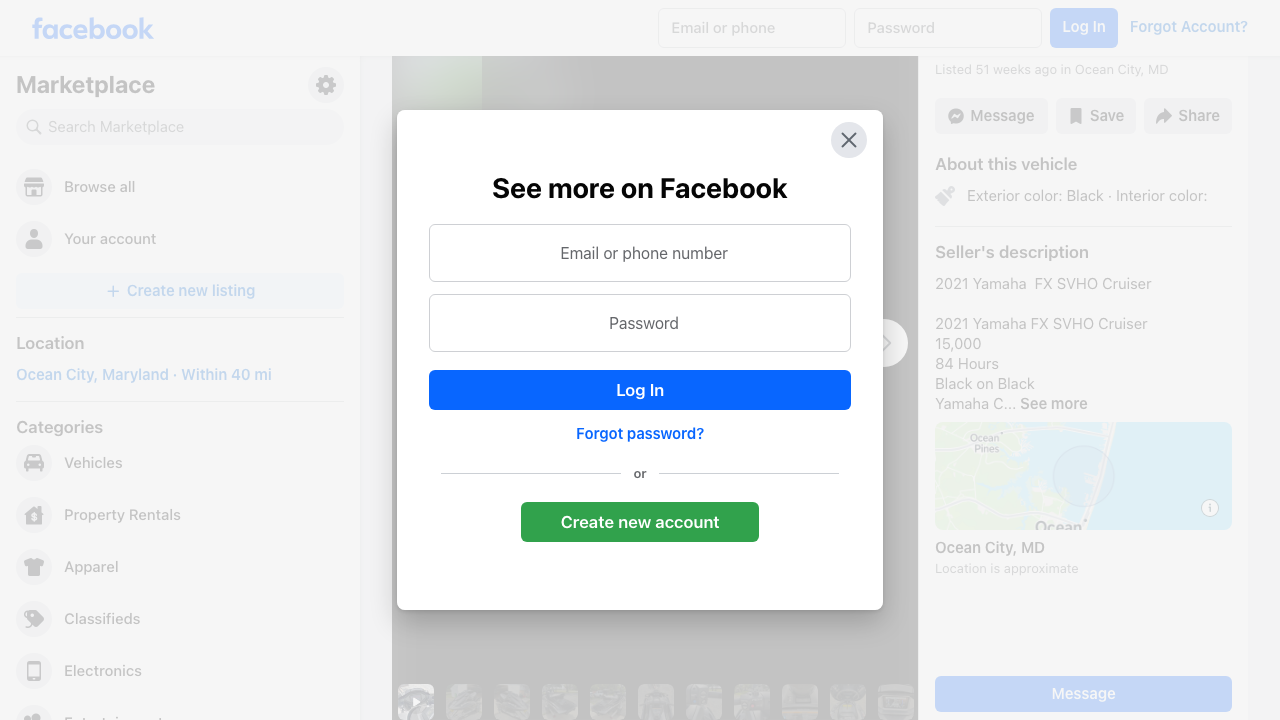 facebook
Email or phone
Password
Log In
Forgot Account?
Marketplace
Search Marketplace
Browse all
Your account
Create new listing
Location
Ocean City, Maryland · Within 40 mi
Categories
Vehicles
Property Rentals
Apparel
Classifieds
Electronics
See more on Facebook
Email or phone number
Password
Log In
Forgot password?
or
Create new account
Listed 51 weeks ago in Ocean City, MD
Message
Save
Share
About this vehicle
Exterior color: Black · Interior color:
Seller's description
2021 Yamaha FX SVHO Cruiser
2021 Yamaha FX SVHO Cruiser
15,000
84 Hours
Black on Black
Yamaha C... See more
Ocean
Pines
Ocean
Ocean City, MD
Location is approximate
Message